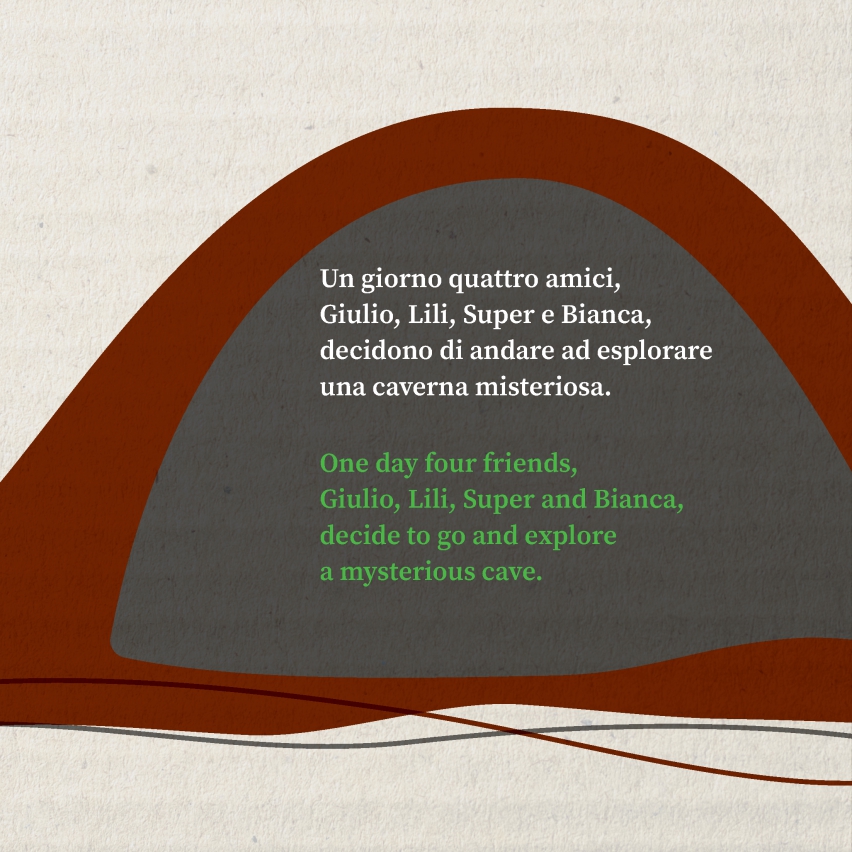 Un giorno quattro amici,
Giulio, Lili, Super e Bianca,
decidono di andare ad esplorare
una caverna misteriosa.
One day four friends,
Giulio, Lili, Super and Bianca,
decide to go and explore
a mysterious cave.